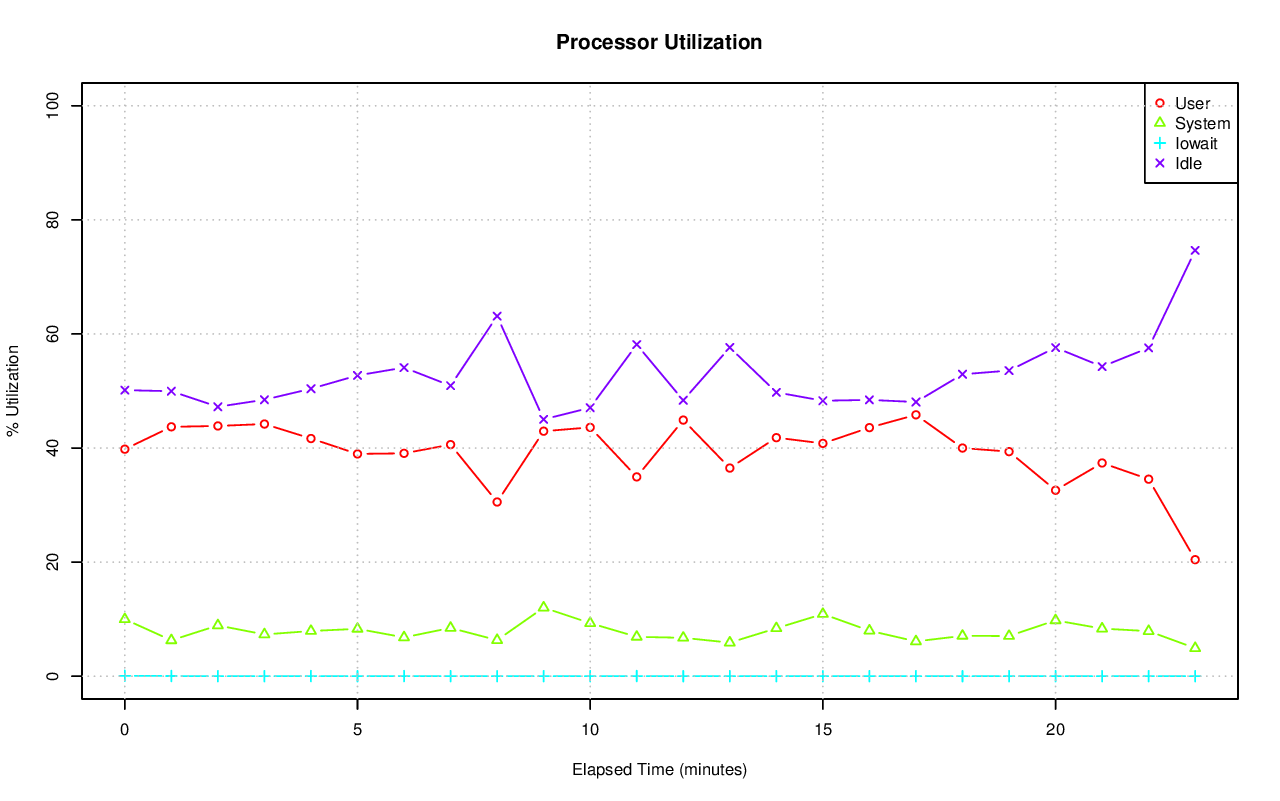 Processor Utilization
100
80
60
40
20
0
% Utilization
User
System
Iowait
Idle
0 5 10 15 20
Elapsed Time (minutes)